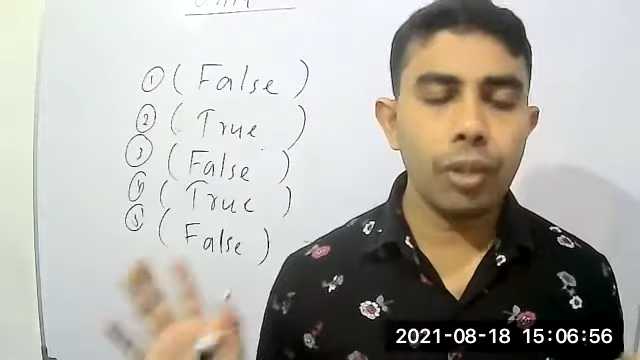 ① ( False )
② ( True )
③ ( False )
④ ( True )
⑤ ( False )
2021-08-18 15:06:56